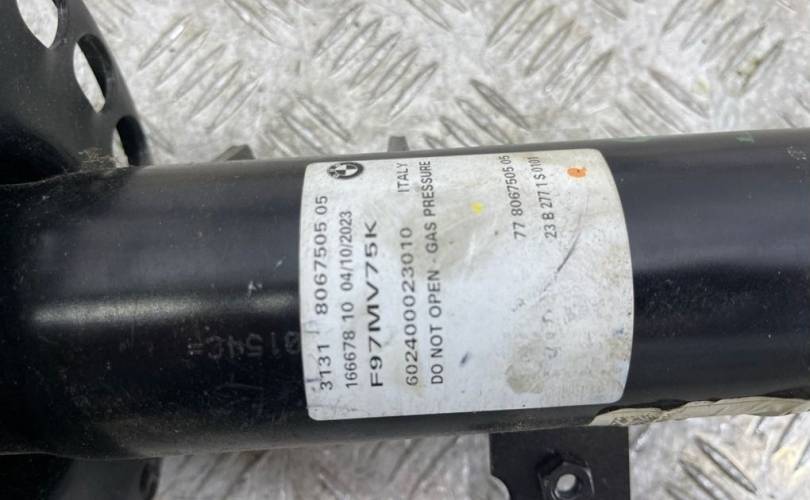 3131 8067505 05
166678 10 04/10/2023
F97MV75K
602400023010 ITALY
DO NOT OPEN - GAS PRESSURE
77 8067505 05
23 B 277 1 S 0101